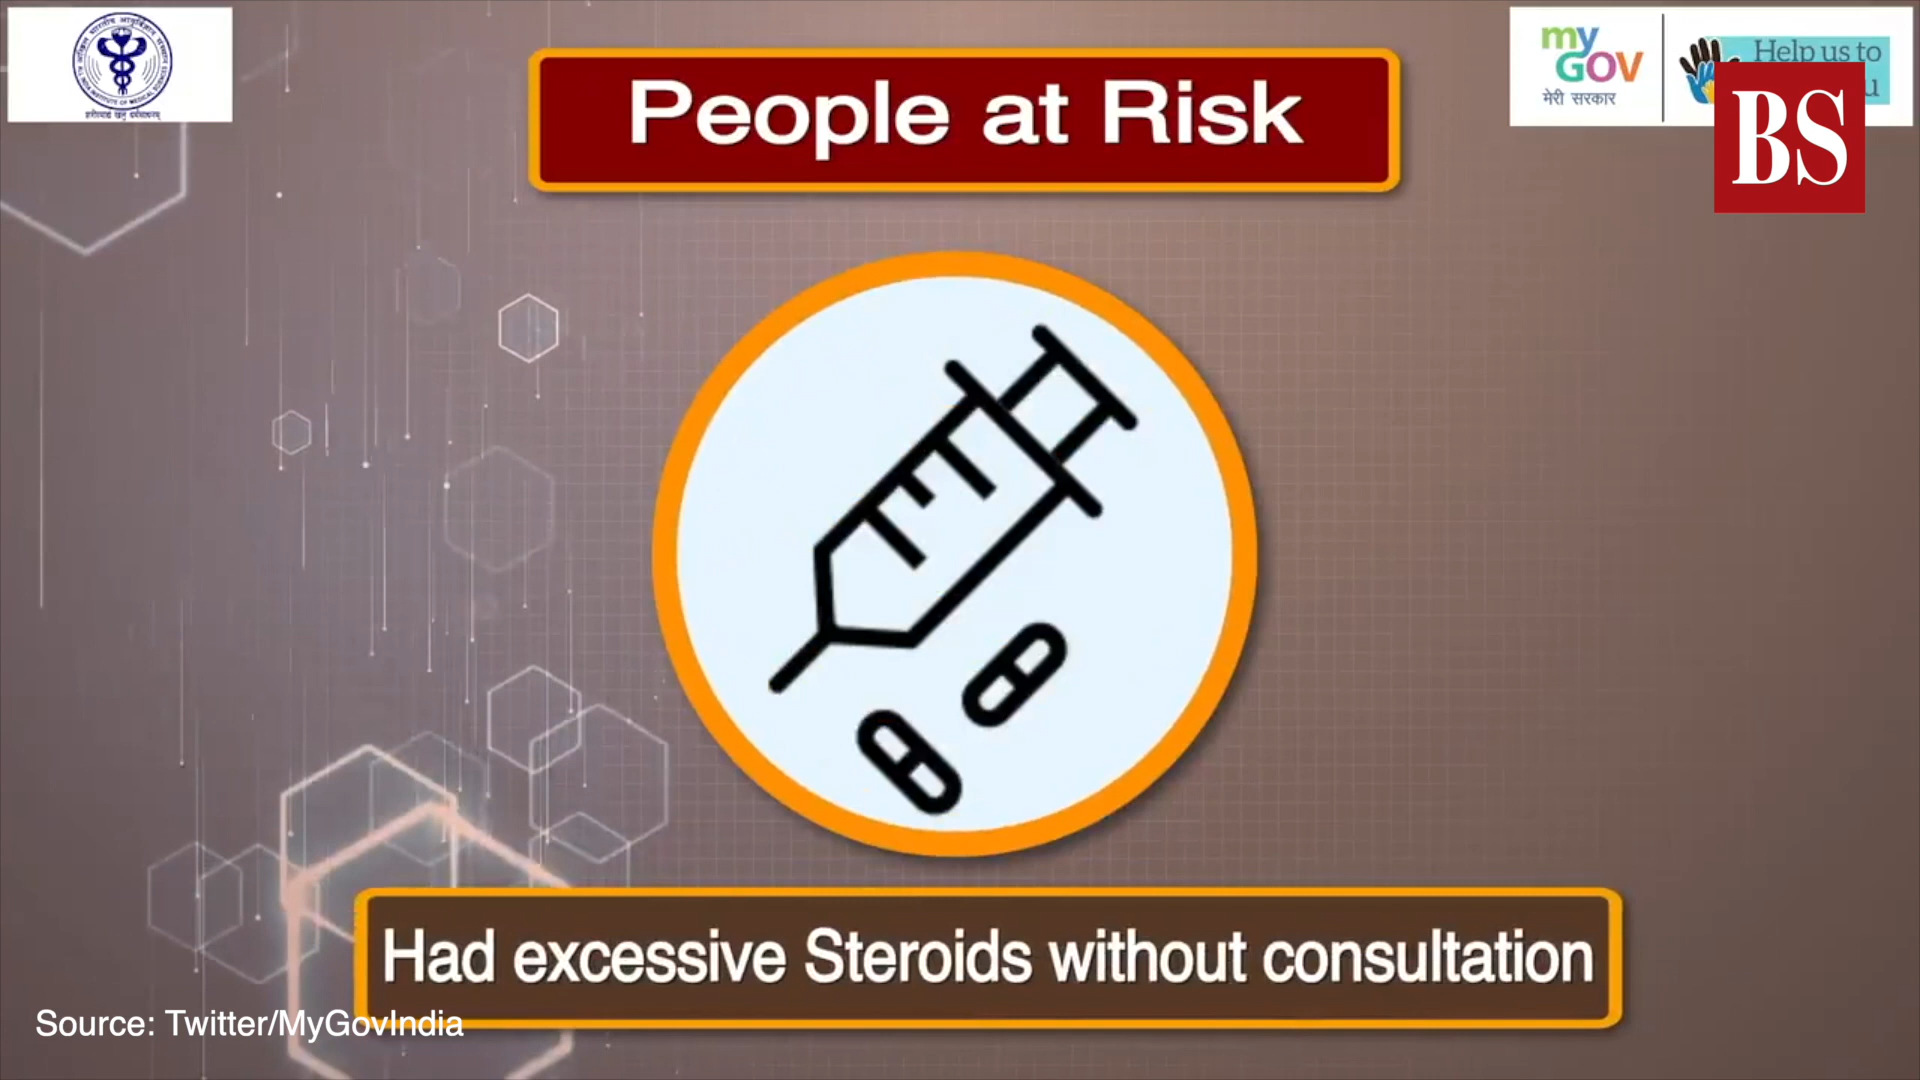 People at Risk
my
GOV
मेरी सरकार
Help us to
BS
Had excessive Steroids without consultation
Source: Twitter/MyGovIndia